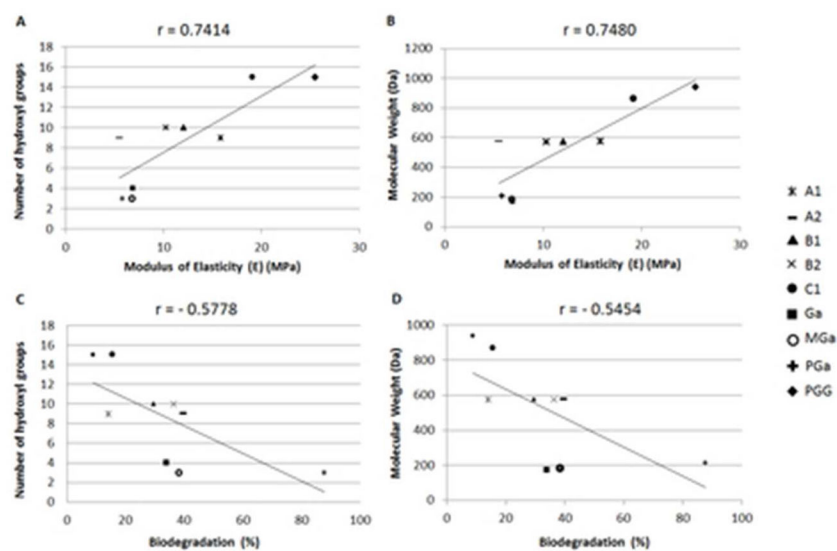 A
r = 0.7414
Number of hydroxyl groups
18
16
14
12
10
8
6
4
2
0
0 10 20 30
Modulus of Elasticity (E) (MPa)
B
r = 0.7480
Molecular Weight (Da)
1200
1000
800
600
400
200
0
0 10 20 30
Modulus of Elasticity (E) (MPa)
A1
A2
B1
B2
C1
Ga
MGa
PGa
PGG
C
r = - 0.5778
Number of hydroxyl groups
18
16
14
12
10
8
6
4
2
0
0 20 40 60 80 100
Biodegradation (%)
D
r = - 0.5454
Molecular Weight (Da)
1000
800
600
400
200
0
0 20 40 60 80 100
Biodegradation (%)